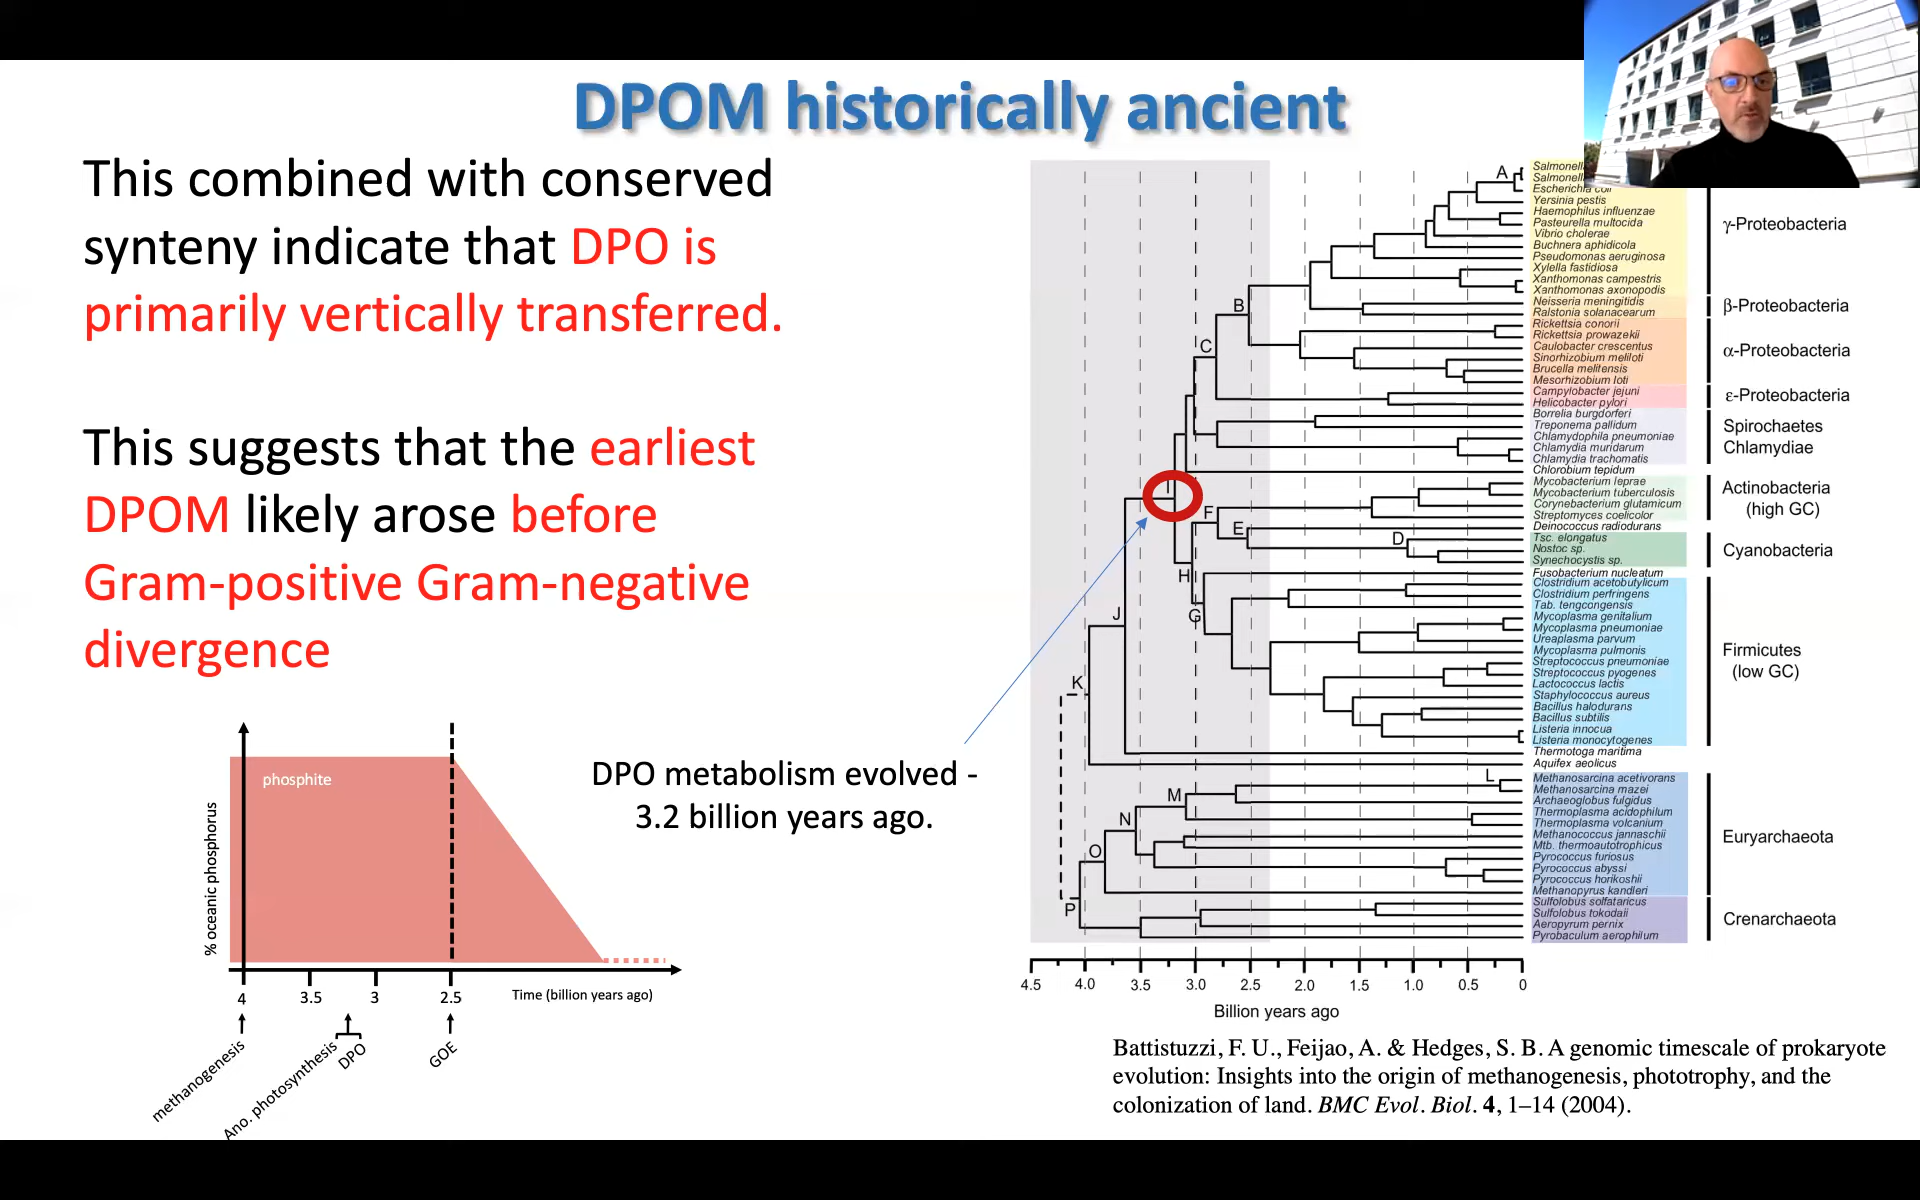 DPOM historically ancient
This combined with conserved
synteny indicate that DPO is
primarily vertically transferred.
This suggests that the earliest
DPOM likely arose before
Gram-positive Gram-negative
divergence
phosphite
% oceanic phosphorus
4
3.5
3
2.5
Time (billion years ago)
methanogenesis
Ano. photosynthesis
DPO
GOE
DPO metabolism evolved -
3.2 billion years ago.
A
B
C
I
F
E
D
H
G
J
K
L
M
N
O
P
Escherichia coli
Yersinia pestis
Haemophilus influenzae
Pasteurella multocida
Vibrio cholerae
Buchnera aphidicola
Pseudomonas aeruginosa
Xylella fastidiosa
Xanthomonas campestris
Xanthomonas axonopodis
Neisseria meningitidis
Ralstonia solanacearum
Rickettsia conorii
Rickettsia prowazekii
Caulobacter crescentus
Sinorhizobium meliloti
Brucella melitensis
Mesorhizobium loti
Campylobacter jejuni
Helicobacter pylori
Borrelia burgdorferi
Treponema pallidum
Chlamydophila pneumoniae
Chlamydia muridarum
Chlamydia trachomatis
Chlorobium tepidum
Mycobacterium leprae
Mycobacterium tuberculosis
Corynebacterium glutamicum
Streptomyces coelicolor
Deinococcus radiodurans
Tsc. elongatus
Nostoc sp.
Synechocystis sp.
Fusobacterium nucleatum
Clostridium acetobutylicum
Clostridium perfringens
Tab. tengcongensis
Mycoplasma genitalium
Mycoplasma pneumoniae
Ureaplasma parvum
Mycoplasma pulmonis
Streptococcus pneumoniae
Streptococcus pyogenes
Lactococcus lactis
Staphylococcus aureus
Bacillus halodurans
Bacillus subtilis
Listeria innocua
Listeria monocytogenes
Thermotoga maritima
Aquifex aeolicus
Methanosarcina acetivorans
Methanosarcina mazei
Archaeoglobus fulgidus
Thermoplasma acidophilum
Thermoplasma volcanium
Methanococcus jannaschii
Mtb. thermoautotrophicus
Pyrococcus furiosus
Pyrococcus abyssi
Pyrococcus horikoshii
Methanopyrus kandleri
Sulfolobus solfataricus
Sulfolobus tokodaii
Aeropyrum pernix
Pyrobaculum aerophilum
γ-Proteobacteria
β-Proteobacteria
α-Proteobacteria
ε-Proteobacteria
Spirochaetes
Chlamydiae
Actinobacteria
(high GC)
Cyanobacteria
Firmicutes
(low GC)
Euryarchaeota
Crenarchaeota
4.5 4.0 3.5 3.0 2.5 2.0 1.5 1.0 0.5 0
Billion years ago
Battistuzzi, F. U., Feijao, A. & Hedges, S. B. A genomic timescale of prokaryote
evolution: Insights into the origin of methanogenesis, phototrophy, and the
colonization of land. BMC Evol. Biol. 4, 1–14 (2004).